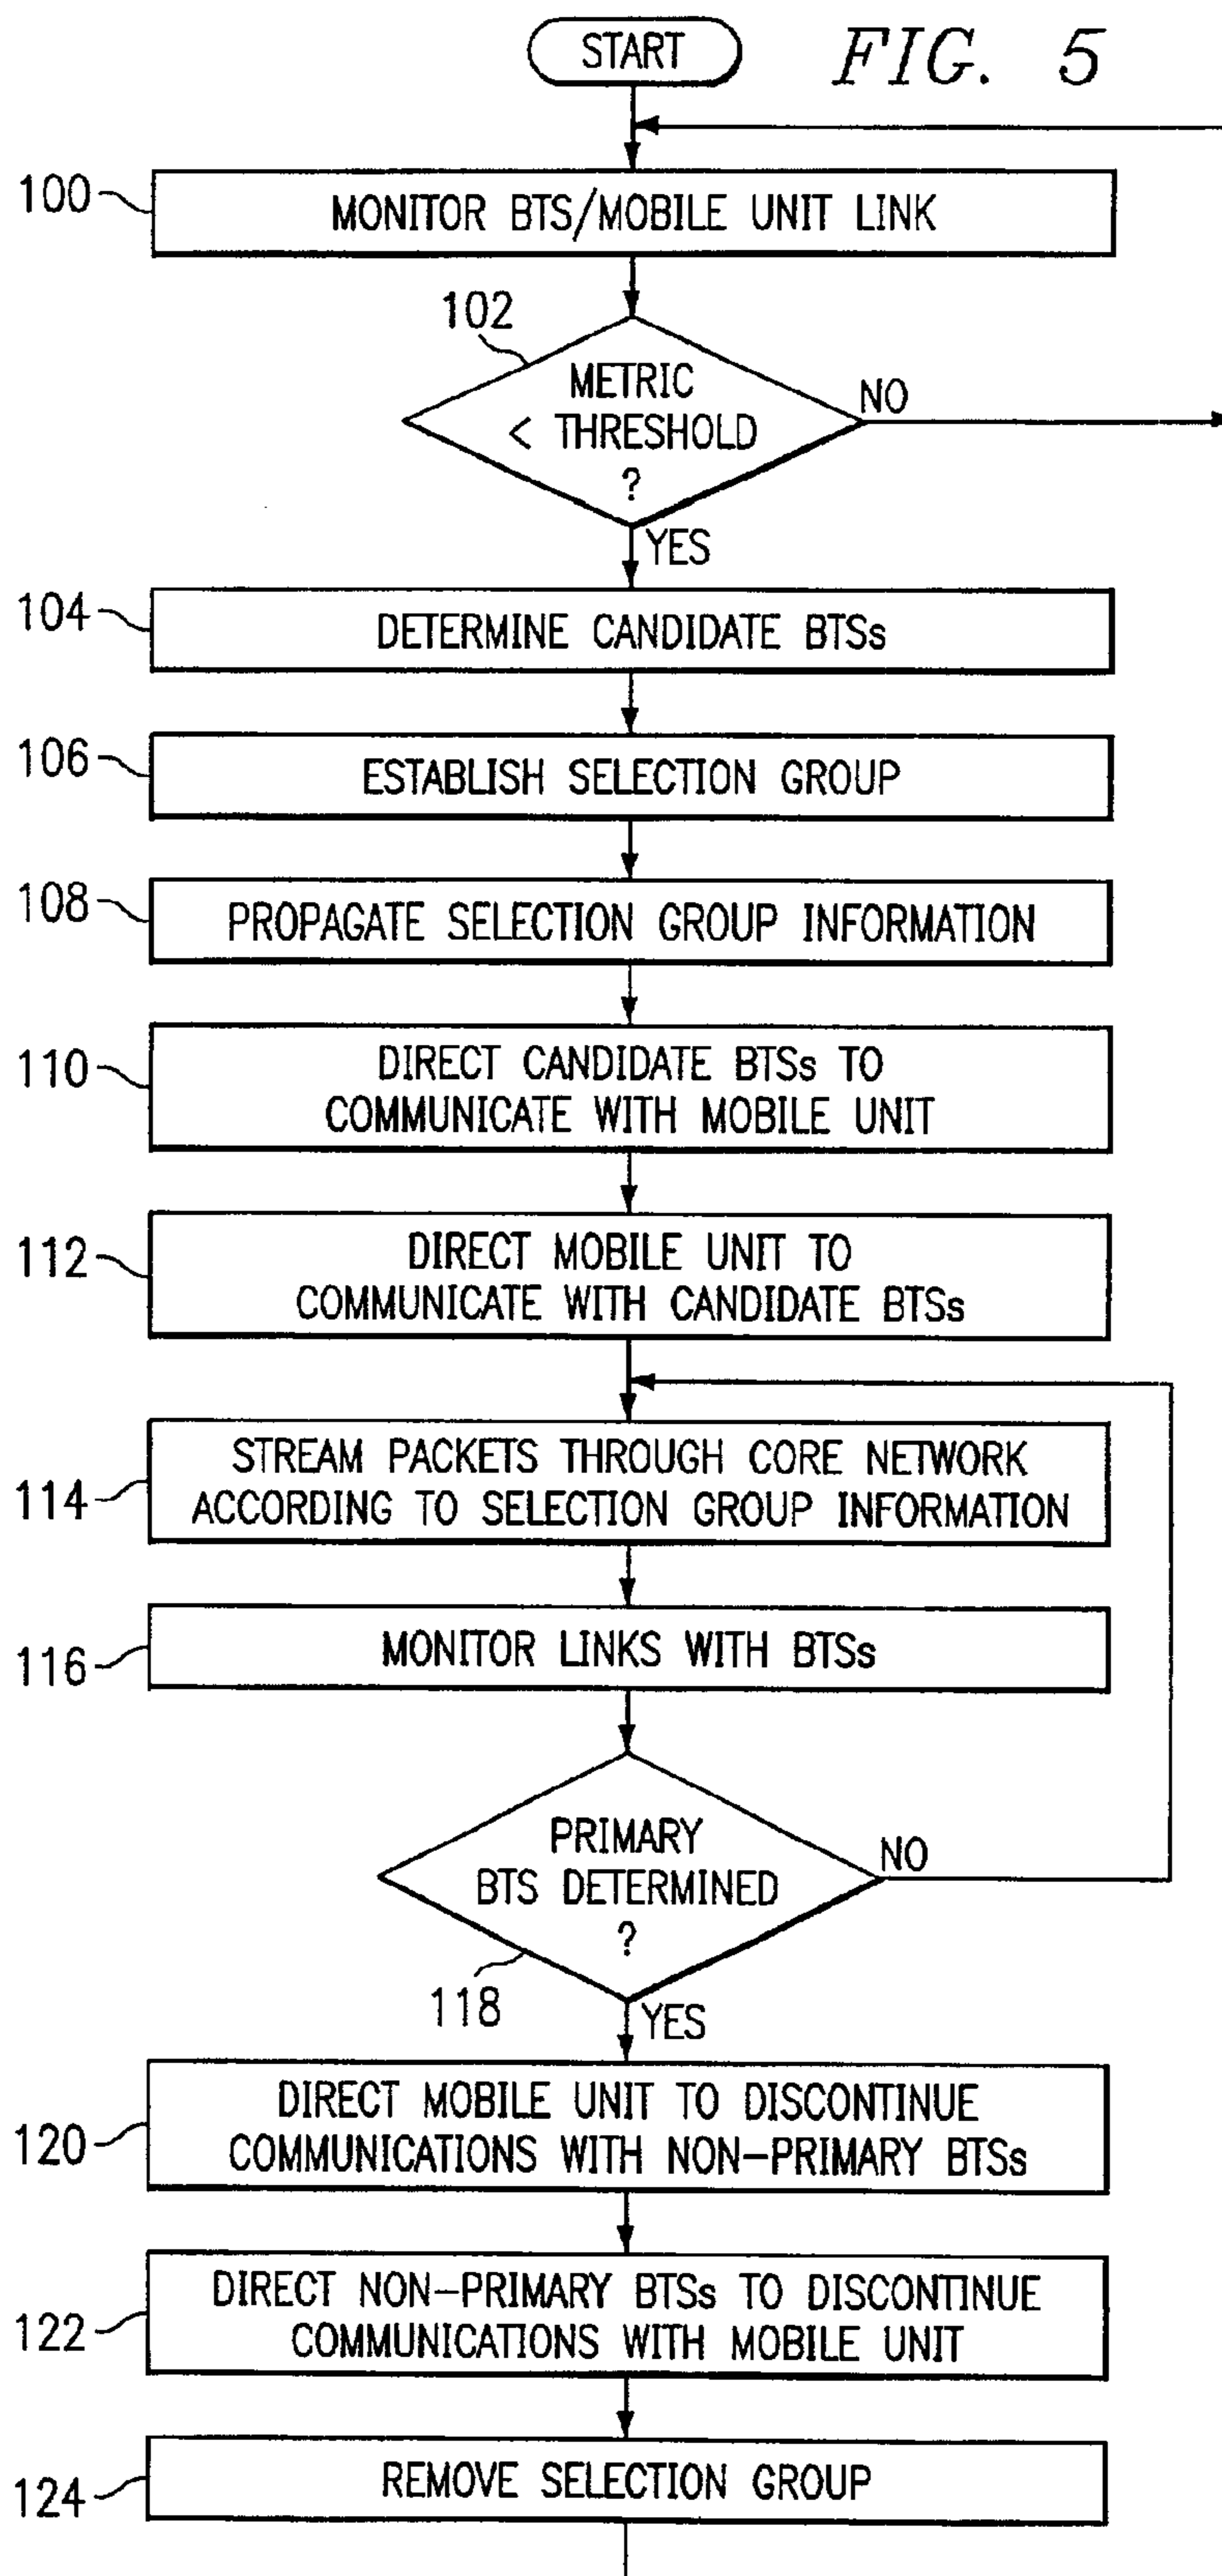 START
FIG. 5
100
MONITOR BTS/MOBILE UNIT LINK
102
METRIC
< THRESHOLD
?
NO
YES
104
DETERMINE CANDIDATE BTSs
106
ESTABLISH SELECTION GROUP
108
PROPAGATE SELECTION GROUP INFORMATION
110
DIRECT CANDIDATE BTSs TO
COMMUNICATE WITH MOBILE UNIT
112
DIRECT MOBILE UNIT TO
COMMUNICATE WITH CANDIDATE BTSs
114
STREAM PACKETS THROUGH CORE NETWORK
ACCORDING TO SELECTION GROUP INFORMATION
116
MONITOR LINKS WITH BTSs
PRIMARY
BTS DETERMINED
?
NO
118
YES
120
DIRECT MOBILE UNIT TO DISCONTINUE
COMMUNICATIONS WITH NON-PRIMARY BTSs
122
DIRECT NON-PRIMARY BTSs TO DISCONTINUE
COMMUNICATIONS WITH MOBILE UNIT
124
REMOVE SELECTION GROUP